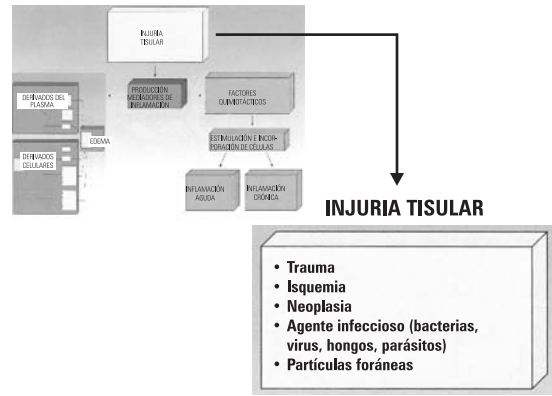 INJURIA
TISULAR
PRODUCCIÓN
MEDIADORES DE
INFLAMACIÓN
FACTORES
QUIMIOTÁCTICOS
DERIVADOS DEL
PLASMA
EDEMA
ESTIMULACIÓN E INCOR-
PORACIÓN DE CÉLULAS
DERIVADOS
CELULARES
INFLAMACIÓN
AGUDA
INFLAMACIÓN
CRÓNICA
INJURIA TISULAR
• Trauma
• Isquemia
• Neoplasia
• Agente infeccioso (bacterias,
virus, hongos, parásitos)
• Partículas foráneas